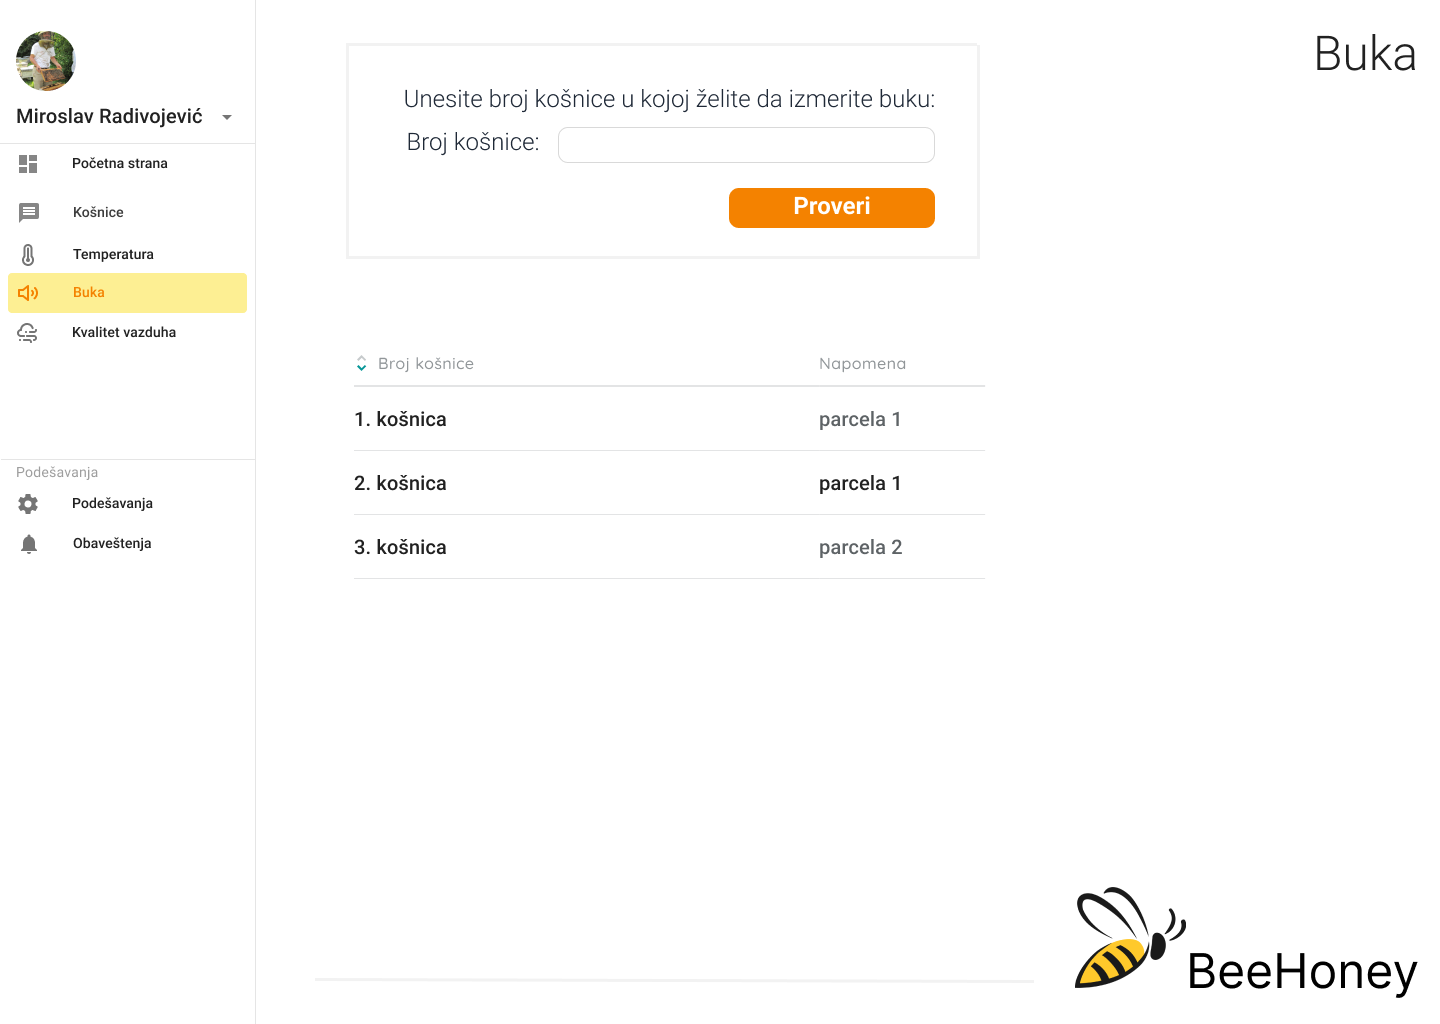 Miroslav Radivojević
Početna strana
Košnice
Temperatura
Buka
Kvalitet vazduha
Podešavanja
Podešavanja
Obaveštenja
Buka
Unesite broj košnice u kojoj želite da izmerite buku:
Broj košnice:
Proveri
Broj košnice Napomena
1. košnica parcela 1
2. košnica parcela 1
3. košnica parcela 2
BeeHoney